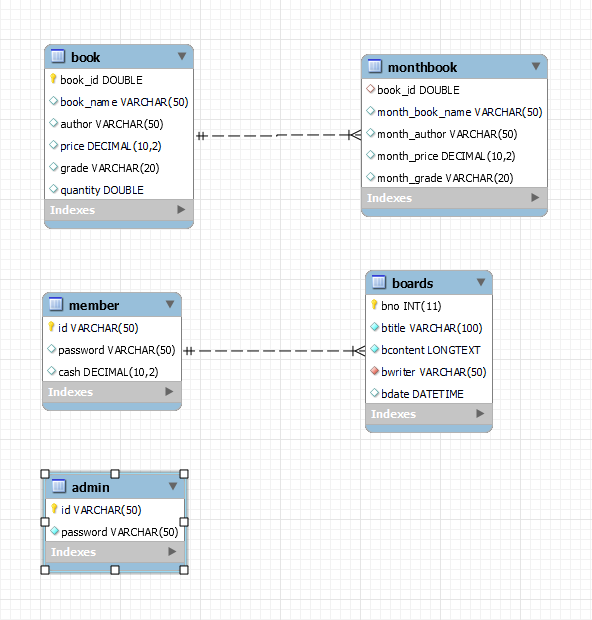 book
book_id DOUBLE
book_name VARCHAR(50)
author VARCHAR(50)
price DECIMAL(10,2)
grade VARCHAR(20)
quantity DOUBLE
Indexes
monthbook
book_id DOUBLE
month_book_name VARCHAR(50)
month_author VARCHAR(50)
month_price DECIMAL(10,2)
month_grade VARCHAR(20)
Indexes
member
id VARCHAR(50)
password VARCHAR(50)
cash DECIMAL(10,2)
Indexes
boards
bno INT(11)
btitle VARCHAR(100)
bcontent LONGTEXT
bwriter VARCHAR(50)
bdate DATETIME
Indexes
admin
id VARCHAR(50)
password VARCHAR(50)
Indexes